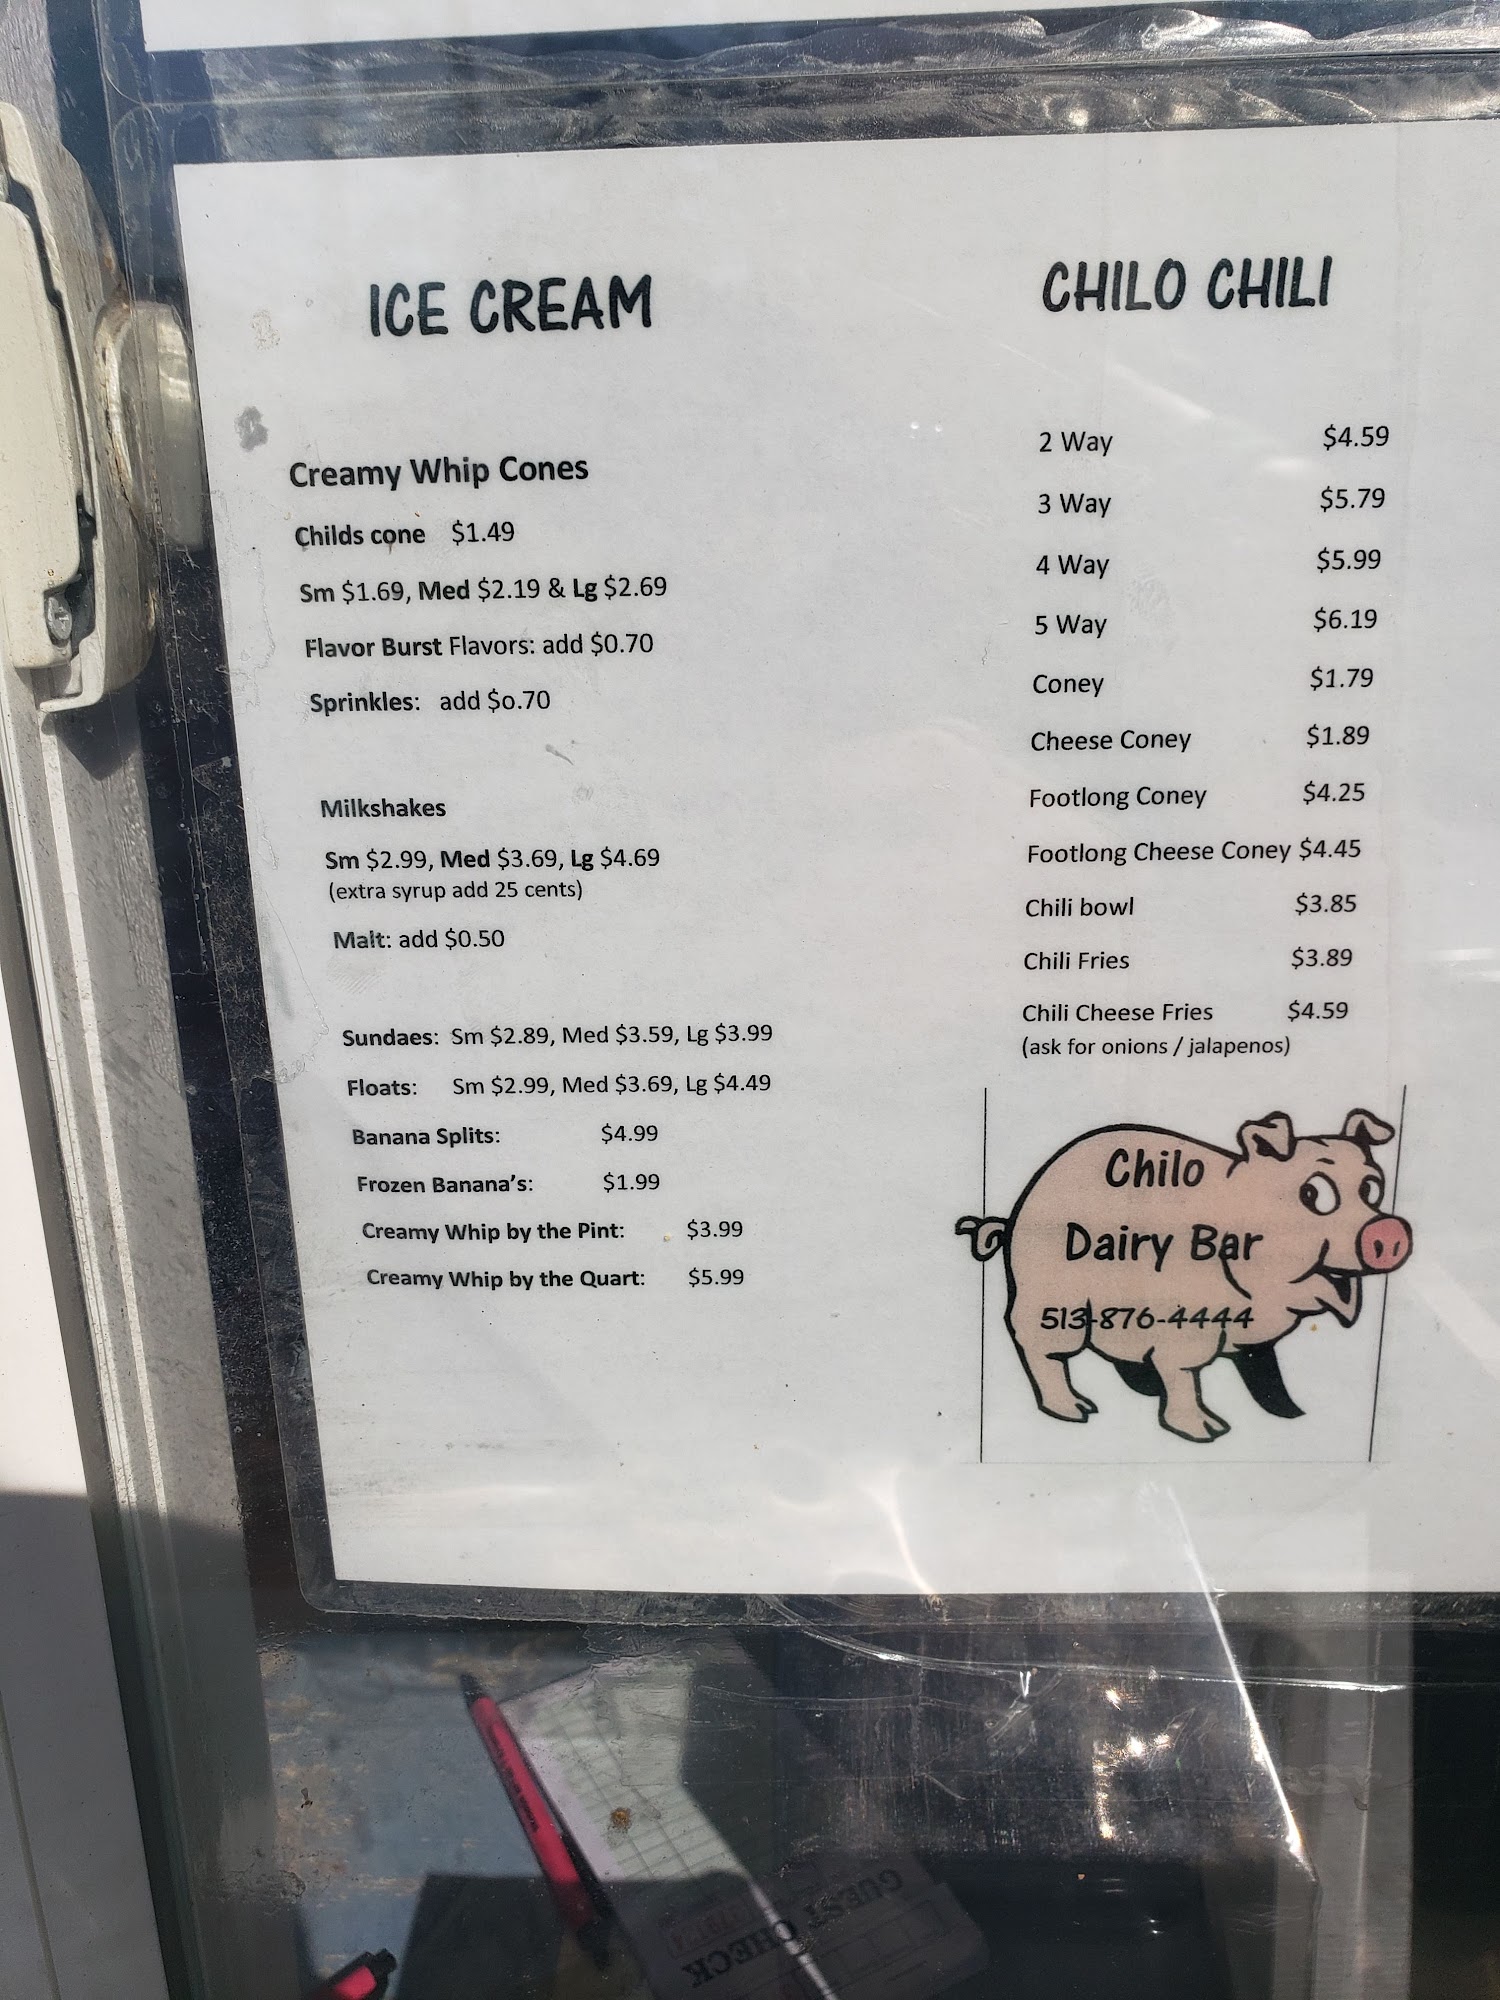 ICE CREAM
Creamy Whip Cones
Childs cone $1.49
Sm $1.69, Med $2.19 & Lg $2.69
Flavor Burst Flavors: add $0.70
Sprinkles: add $o.70
Milkshakes
Sm $2.99, Med $3.69, Lg $4.69
(extra syrup add 25 cents)
Malt: add $0.50
Sundaes: Sm $2.89, Med $3.59, Lg $3.99
Floats: Sm $2.99, Med $3.69, Lg $4.49
Banana Splits: $4.99
Frozen Banana's: $1.99
Creamy Whip by the Pint: $3.99
Creamy Whip by the Quart: $5.99
CHILO CHILI
2 Way $4.59
3 Way $5.79
4 Way $5.99
5 Way $6.19
Coney $1.79
Cheese Coney $1.89
Footlong Coney $4.25
Footlong Cheese Coney $4.45
Chili bowl $3.85
Chili Fries $3.89
Chili Cheese Fries $4.59
(ask for onions / jalapenos)
Chilo
Dairy Bar
513-876-4444
GUEST CHECK